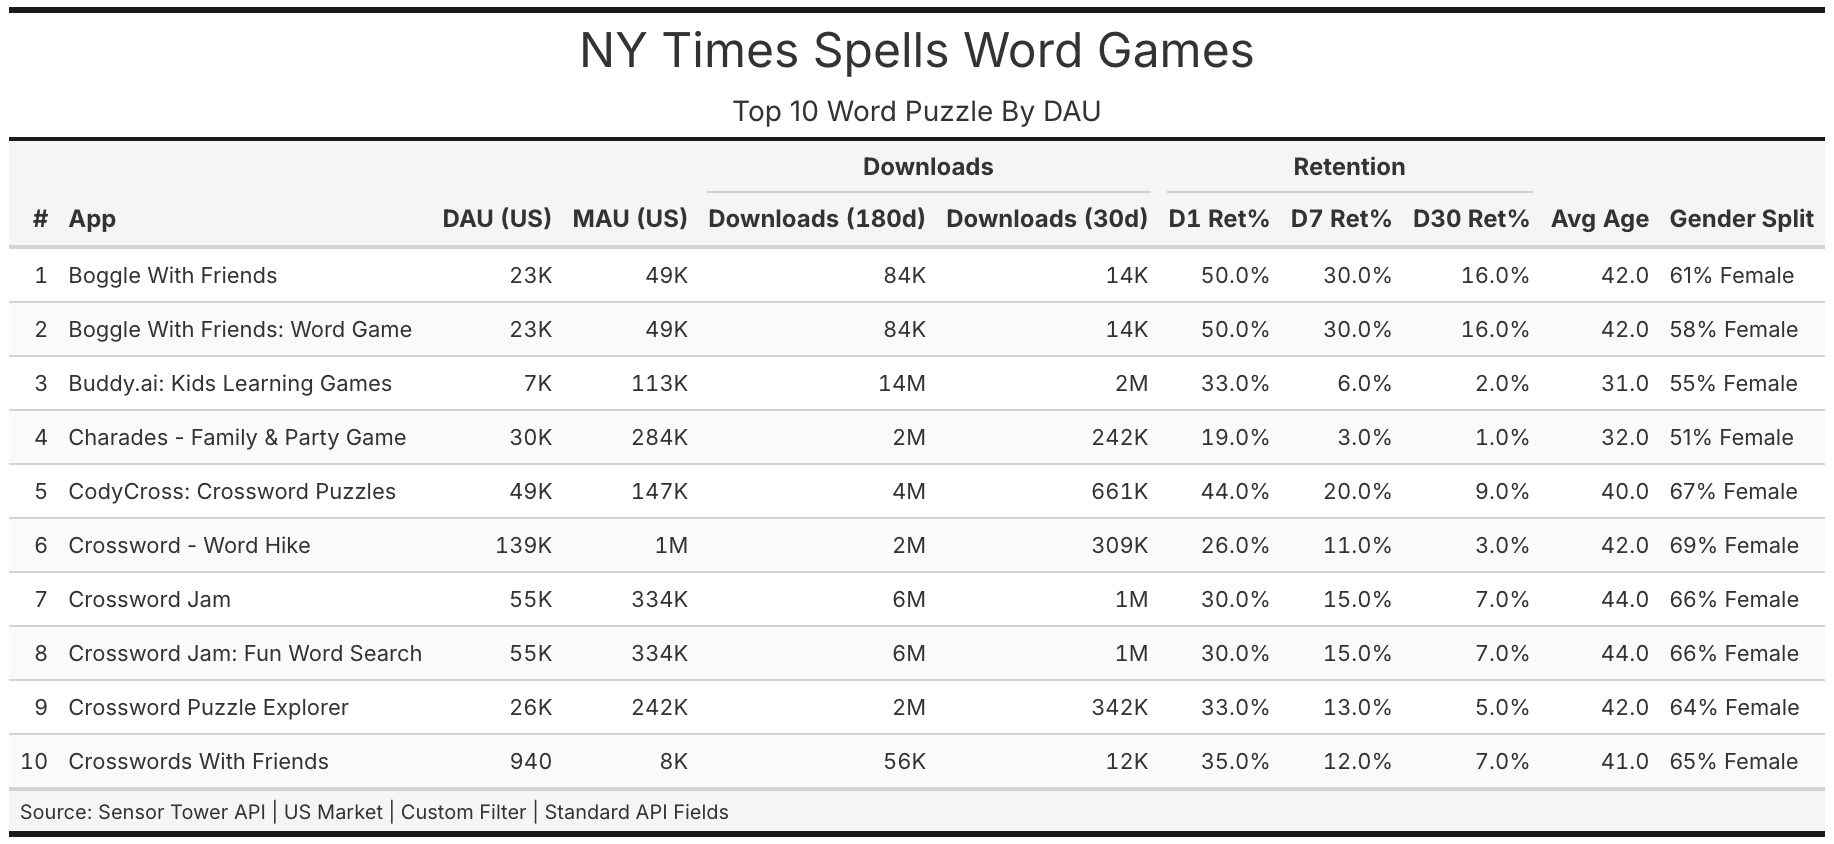 NY Times Spells Word Games
Top 10 Word Puzzle By DAU
Downloads Retention
# App DAU (US) MAU (US) Downloads (180d) Downloads (30d) D1 Ret% D7 Ret% D30 Ret% Avg Age Gender Split
1 Boggle With Friends 23K 49K 84K 14K 50.0% 30.0% 16.0% 42.0 61% Female
2 Boggle With Friends: Word Game 23K 49K 84K 14K 50.0% 30.0% 16.0% 42.0 58% Female
3 Buddy.ai: Kids Learning Games 7K 113K 14M 2M 33.0% 6.0% 2.0% 31.0 55% Female
4 Charades - Family & Party Game 30K 284K 2M 242K 19.0% 3.0% 1.0% 32.0 51% Female
5 CodyCross: Crossword Puzzles 49K 147K 4M 661K 44.0% 20.0% 9.0% 40.0 67% Female
6 Crossword - Word Hike 139K 1M 2M 309K 26.0% 11.0% 3.0% 42.0 69% Female
7 Crossword Jam 55K 334K 6M 1M 30.0% 15.0% 7.0% 44.0 66% Female
8 Crossword Jam: Fun Word Search 55K 334K 6M 1M 30.0% 15.0% 7.0% 44.0 66% Female
9 Crossword Puzzle Explorer 26K 242K 2M 342K 33.0% 13.0% 5.0% 42.0 64% Female
10 Crosswords With Friends 940 8K 56K 12K 35.0% 12.0% 7.0% 41.0 65% Female
Source: Sensor Tower API | US Market | Custom Filter | Standard API Fields